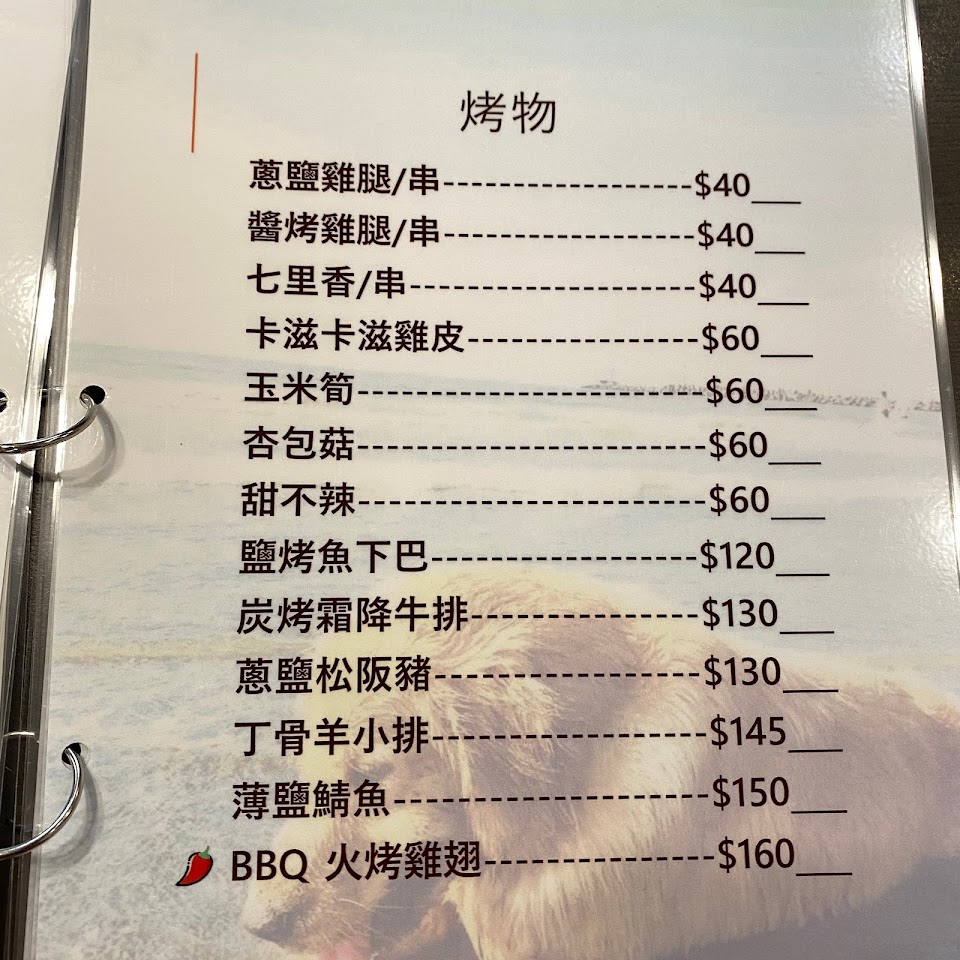 烤物
蔥鹽雞腿/串------------------$40___
醬烤雞腿/串------------------$40___
七里香/串--------------------$40___
卡滋卡滋雞皮-----------------$60___
玉米筍-------------------------$60___
杏包菇-------------------------$60___
甜不辣-------------------------$60___
鹽烤魚下巴-------------------$120___
炭烤霜降牛排----------------$130___
蔥鹽松阪豬-------------------$130___
丁骨羊小排-------------------$145___
薄鹽鯖魚----------------------$150___
🌶 BBQ 火烤雞翅---------------$160___